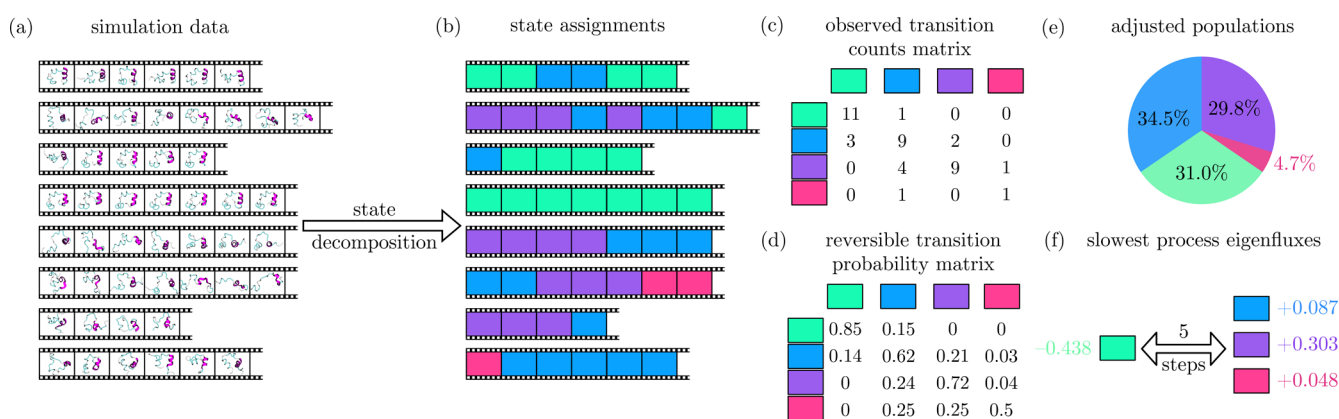 (a) simulation data
state
decomposition
(b) state assignments
(c) observed transition
counts matrix
11 1 0 0
3 9 2 0
0 4 9 1
0 1 0 1
(d) reversible transition
probability matrix
0.85 0.15 0 0
0.14 0.62 0.21 0.03
0 0.24 0.72 0.04
0 0.25 0.25 0.5
(e) adjusted populations
34.5% 29.8%
4.7%
31.0%
(f) slowest process eigenfluxes
−0.438
5
steps
+0.087
+0.303
+0.048